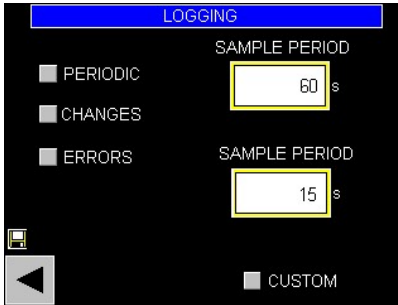 LOGGING
SAMPLE PERIOD
PERIODIC
60 s
CHANGES
ERRORS
SAMPLE PERIOD
15 s
CUSTOM